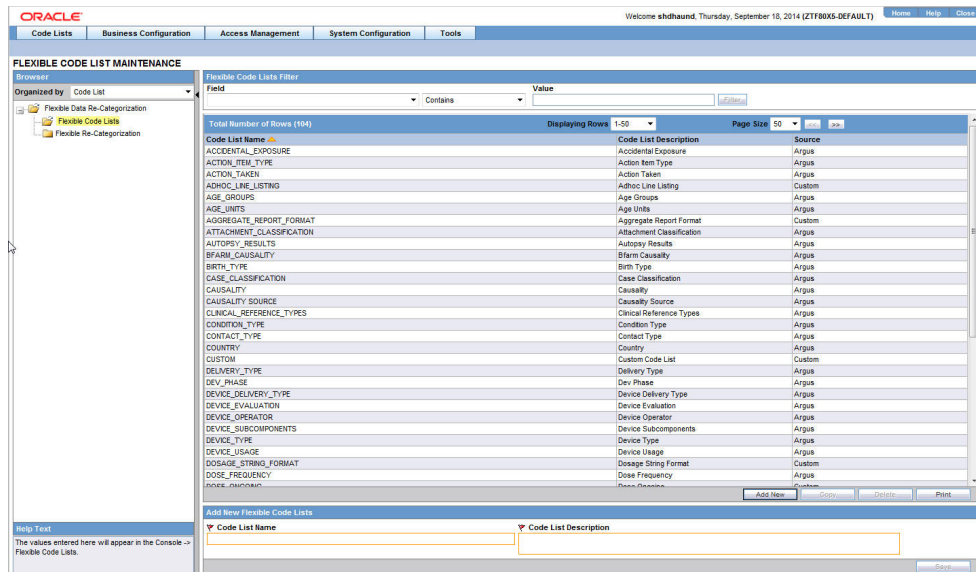 ORACLE
Welcome shdhaund, Thursday, September 18, 2014 (ZTF80X5-DEFAULT) Home Help Close
Code Lists Business Configuration Access Management System Configuration Tools
FLEXIBLE CODE LIST MAINTENANCE
Browser
Organized by Code List
Flexible Data Re-Categorization
Flexible Code Lists
Flexible Re-Categorization
Flexible Code Lists Filter
Field Value
Contains Filter
Total Number of Rows (104) Displaying Rows 1-50 Page Size 50 << >>
Code List Name Code List Description Source
ACCIDENTAL_EXPOSURE Accidental Exposure Argus
ACTION_ITEM_TYPE Action Item Type Argus
ACTION_TAKEN Action Taken Argus
ADHOC_LINE_LISTING Adhoc Line Listing Custom
AGE_GROUPS Age Groups Argus
AGE_UNITS Age Units Argus
AGGREGATE_REPORT_FORMAT Aggregate Report Format Custom
ATTACHMENT_CLASSIFICATION Attachment Classification Argus
AUTOPSY_RESULTS Autopsy Results Argus
BFARM_CAUSALITY Bfarm Causality Argus
BIRTH_TYPE Birth Type Argus
CASE_CLASSIFICATION Case Classification Argus
CAUSALITY Causality Argus
CAUSALITY SOURCE Causality Source Argus
CLINICAL_REFERENCE_TYPES Clinical Reference Types Argus
CONDITION_TYPE Condition Type Argus
CONTACT_TYPE Contact Type Argus
COUNTRY Country Argus
CUSTOM Custom Code List Custom
DELIVERY_TYPE Delivery Type Argus
DEV_PHASE Dev Phase Argus
DEVICE_DELIVERY_TYPE Device Delivery Type Argus
DEVICE_EVALUATION Device Evaluation Argus
DEVICE_OPERATOR Device Operator Argus
DEVICE_SUBCOMPONENTS Device Subcomponents Argus
DEVICE_TYPE Device Type Argus
DEVICE_USAGE Device Usage Argus
DOSAGE_STRING_FORMAT Dosage String Format Custom
DOSE_FREQUENCY Dose Frequency Argus
DOSE_ONGOING Dose Ongoing Custom
Add New Copy Delete Print
Add New Flexible Code Lists
Code List Name Code List Description
Save
Help Text
The values entered here will appear in the Console ->
Flexible Code Lists.